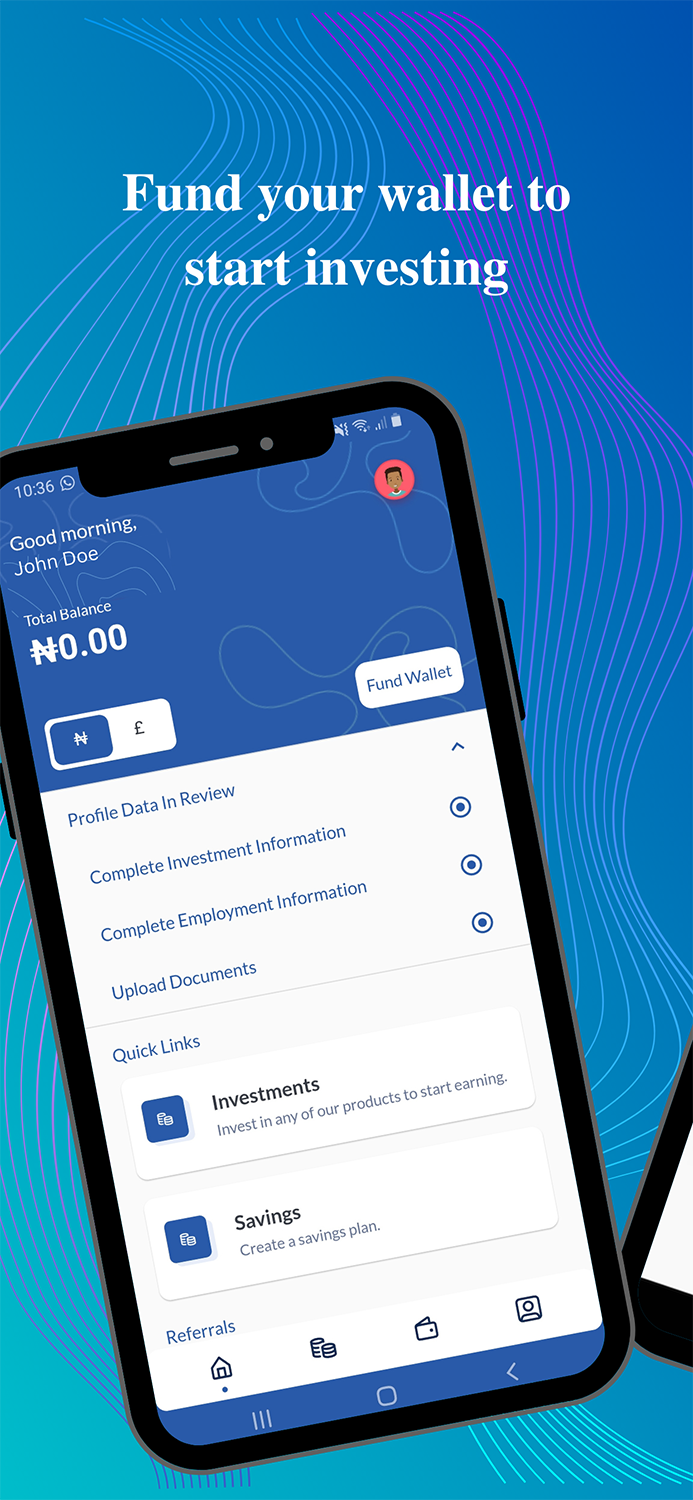 Fund your wallet to
start investing
10:36
Good morning,
John Doe
Total Balance
₦0.00
Fund Wallet
₦ £
Profile Data In Review
Complete Investment Information
Complete Employment Information
Upload Documents
Quick Links
Investments
Invest in any of our products to start earning.
Savings
Create a savings plan.
Referrals